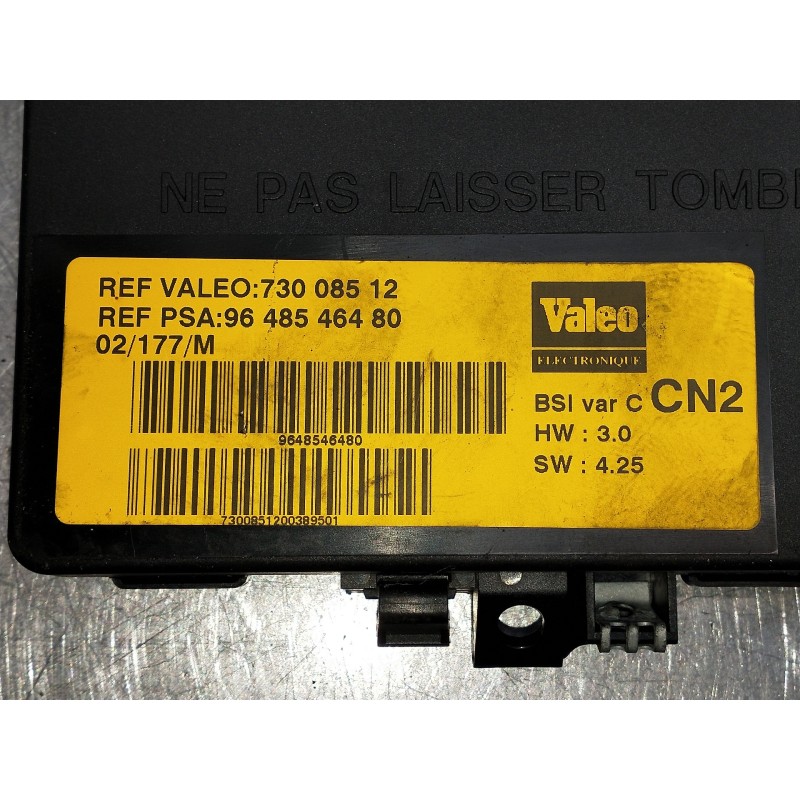 NE PAS LAISSER
REF VALEO:730 085 12
REF PSA:96 485 464 80
02/177/M
9648546480
7300851200389501
Valeo
ELECTRONIQUE
BSI var C CN2
HW : 3.0
SW : 4.25